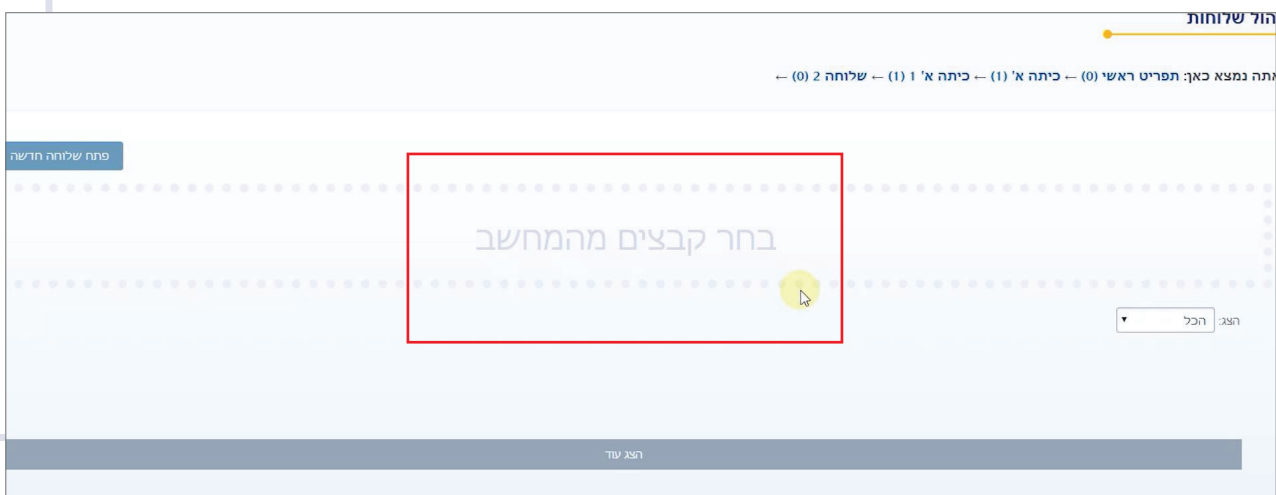 הול שלוחות
אתה נמצא כאן: תפריט ראשי (0) ← כיתה א' (1) ← כיתה א' 1 (1) ← שלוחה 2 (0) ←
פתח שלוחה חדשה
בחר קבצים מהמחשב
הצג: הכל
הצג עוד